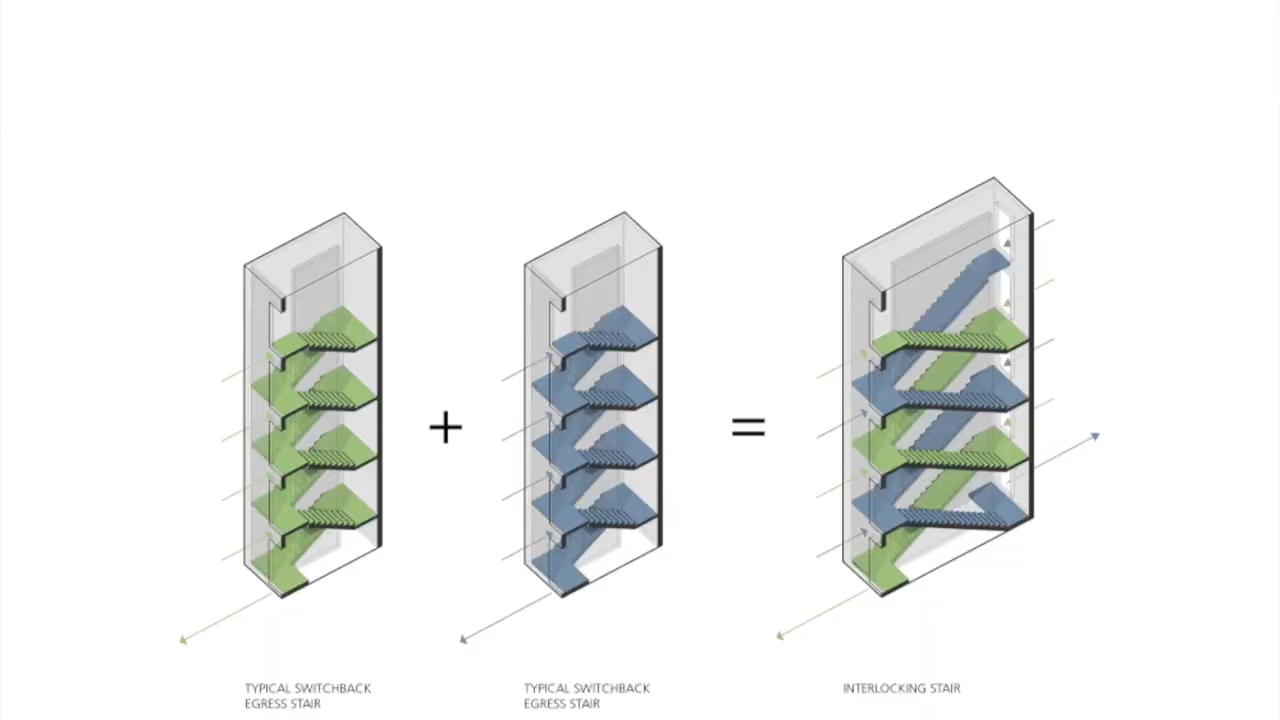 +
=
TYPICAL SWITCHBACK
EGRESS STAIR
TYPICAL SWITCHBACK
EGRESS STAIR
INTERLOCKING STAIR